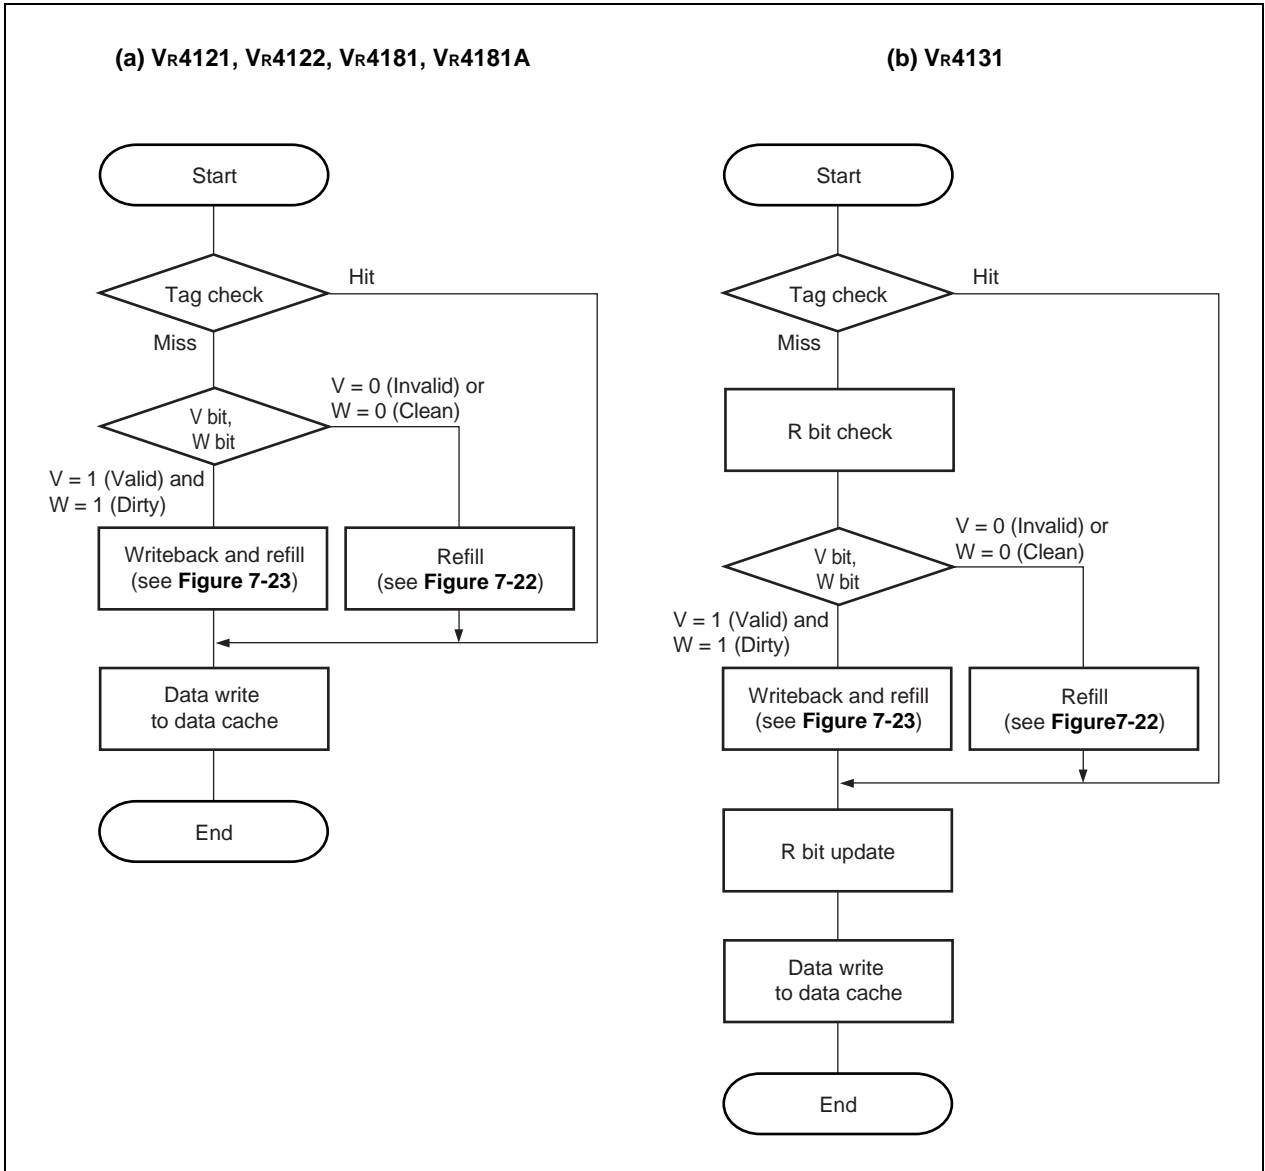 (a) VR4121, VR4122, VR4181, VR4181A
Start
Tag check
Hit
Miss
V bit,
W bit
V = 0 (Invalid) or
W = 0 (Clean)
V = 1 (Valid) and
W = 1 (Dirty)
Writeback and refill
(see Figure 7-23)
Refill
(see Figure 7-22)
Data write
to data cache
End
(b) VR4131
Start
Tag check
Hit
Miss
R bit check
V bit,
W bit
V = 0 (Invalid) or
W = 0 (Clean)
V = 1 (Valid) and
W = 1 (Dirty)
Writeback and refill
(see Figure 7-23)
Refill
(see Figure7-22)
R bit update
Data write
to data cache
End